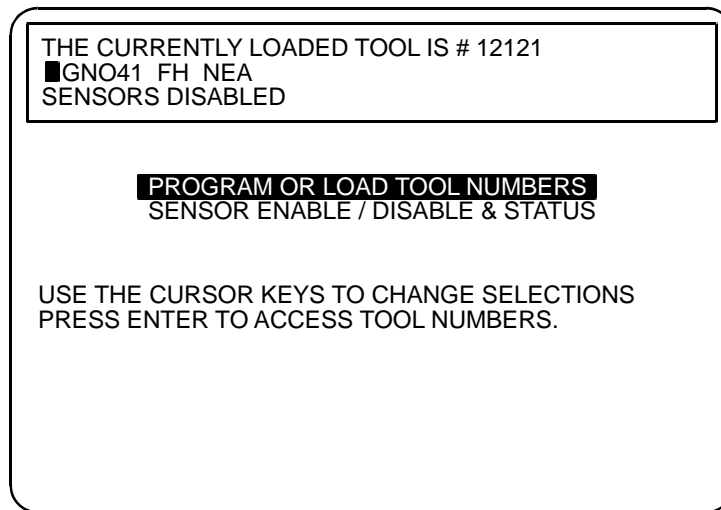 THE CURRENTLY LOADED TOOL IS # 12121
█GNO41 FH NEA
SENSORS DISABLED
PROGRAM OR LOAD TOOL NUMBERS
SENSOR ENABLE / DISABLE & STATUS
USE THE CURSOR KEYS TO CHANGE SELECTIONS
PRESS ENTER TO ACCESS TOOL NUMBERS.